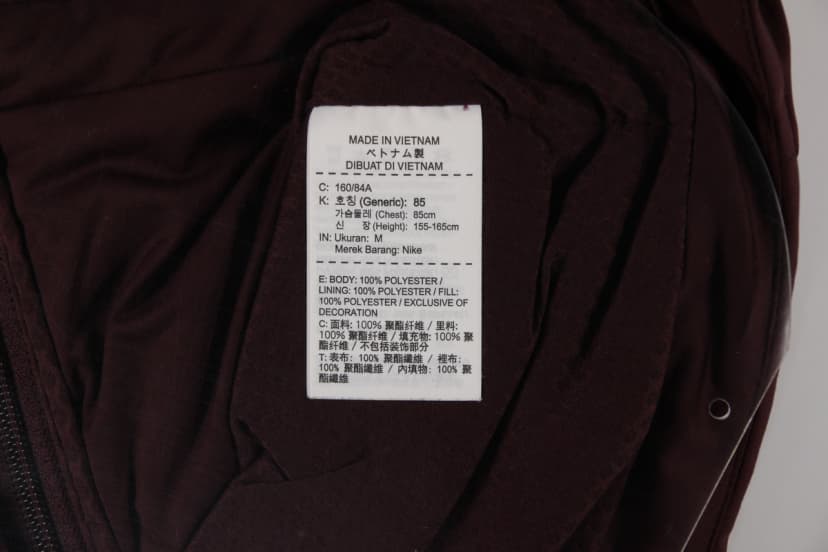 MADE IN VIETNAM
ベトナム製
DIBUAT DI VIETNAM
C: 160/84A
K: 호칭 (Generic): 85
가슴둘레 (Chest): 85cm
신 장 (Height): 155-165cm
IN: Ukuran: M
Merek Barang: Nike
E: BODY: 100% POLYESTER /
LINING: 100% POLYESTER / FILL:
100% POLYESTER / EXCLUSIVE OF
DECORATION
C: 面料: 100% 聚酯纤维 / 里料:
100% 聚酯纤维 / 填充物: 100% 聚
酯纤维 / 不包括装饰部分
T: 表布: 100% 聚酯纖維 / 裡布:
100% 聚酯纖維 / 內填物: 100% 聚
酯纖維